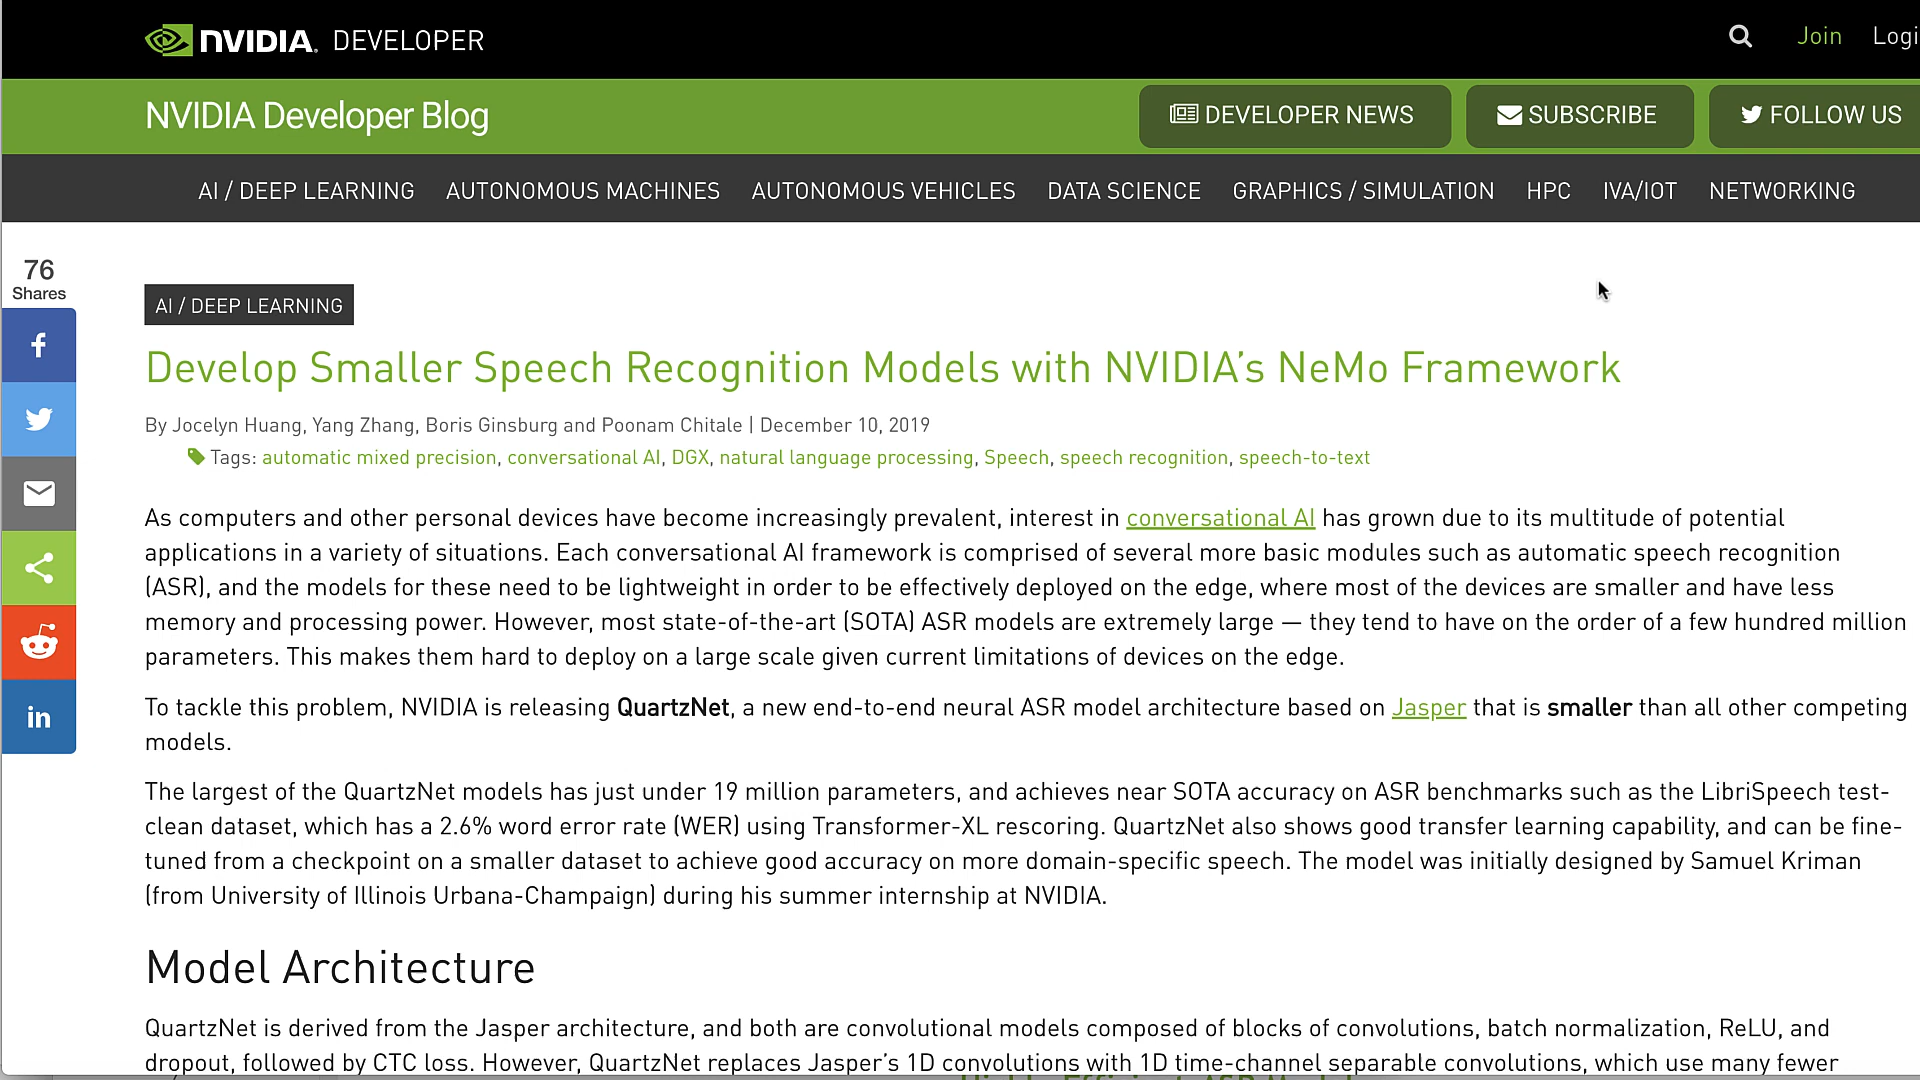 NVIDIA. DEVELOPER
Join Logi
NVIDIA Developer Blog
DEVELOPER NEWS SUBSCRIBE FOLLOW US
AI / DEEP LEARNING AUTONOMOUS MACHINES AUTONOMOUS VEHICLES DATA SCIENCE GRAPHICS / SIMULATION HPC IVA/IOT NETWORKING
76
Shares
AI / DEEP LEARNING
Develop Smaller Speech Recognition Models with NVIDIA’s NeMo Framework
By Jocelyn Huang, Yang Zhang, Boris Ginsburg and Poonam Chitale | December 10, 2019
Tags: automatic mixed precision, conversational AI, DGX, natural language processing, Speech, speech recognition, speech-to-text
As computers and other personal devices have become increasingly prevalent, interest in conversational AI has grown due to its multitude of potential
applications in a variety of situations. Each conversational AI framework is comprised of several more basic modules such as automatic speech recognition
(ASR), and the models for these need to be lightweight in order to be effectively deployed on the edge, where most of the devices are smaller and have less
memory and processing power. However, most state-of-the-art (SOTA) ASR models are extremely large — they tend to have on the order of a few hundred million
parameters. This makes them hard to deploy on a large scale given current limitations of devices on the edge.
To tackle this problem, NVIDIA is releasing QuartzNet, a new end-to-end neural ASR model architecture based on Jasper that is smaller than all other competing
models.
The largest of the QuartzNet models has just under 19 million parameters, and achieves near SOTA accuracy on ASR benchmarks such as the LibriSpeech test-
clean dataset, which has a 2.6% word error rate (WER) using Transformer-XL rescoring. QuartzNet also shows good transfer learning capability, and can be fine-
tuned from a checkpoint on a smaller dataset to achieve good accuracy on more domain-specific speech. The model was initially designed by Samuel Kriman
(from University of Illinois Urbana-Champaign) during his summer internship at NVIDIA.
Model Architecture
QuartzNet is derived from the Jasper architecture, and both are convolutional models composed of blocks of convolutions, batch normalization, ReLU, and
dropout, followed by CTC loss. However, QuartzNet replaces Jasper’s 1D convolutions with 1D time-channel separable convolutions, which use many fewer